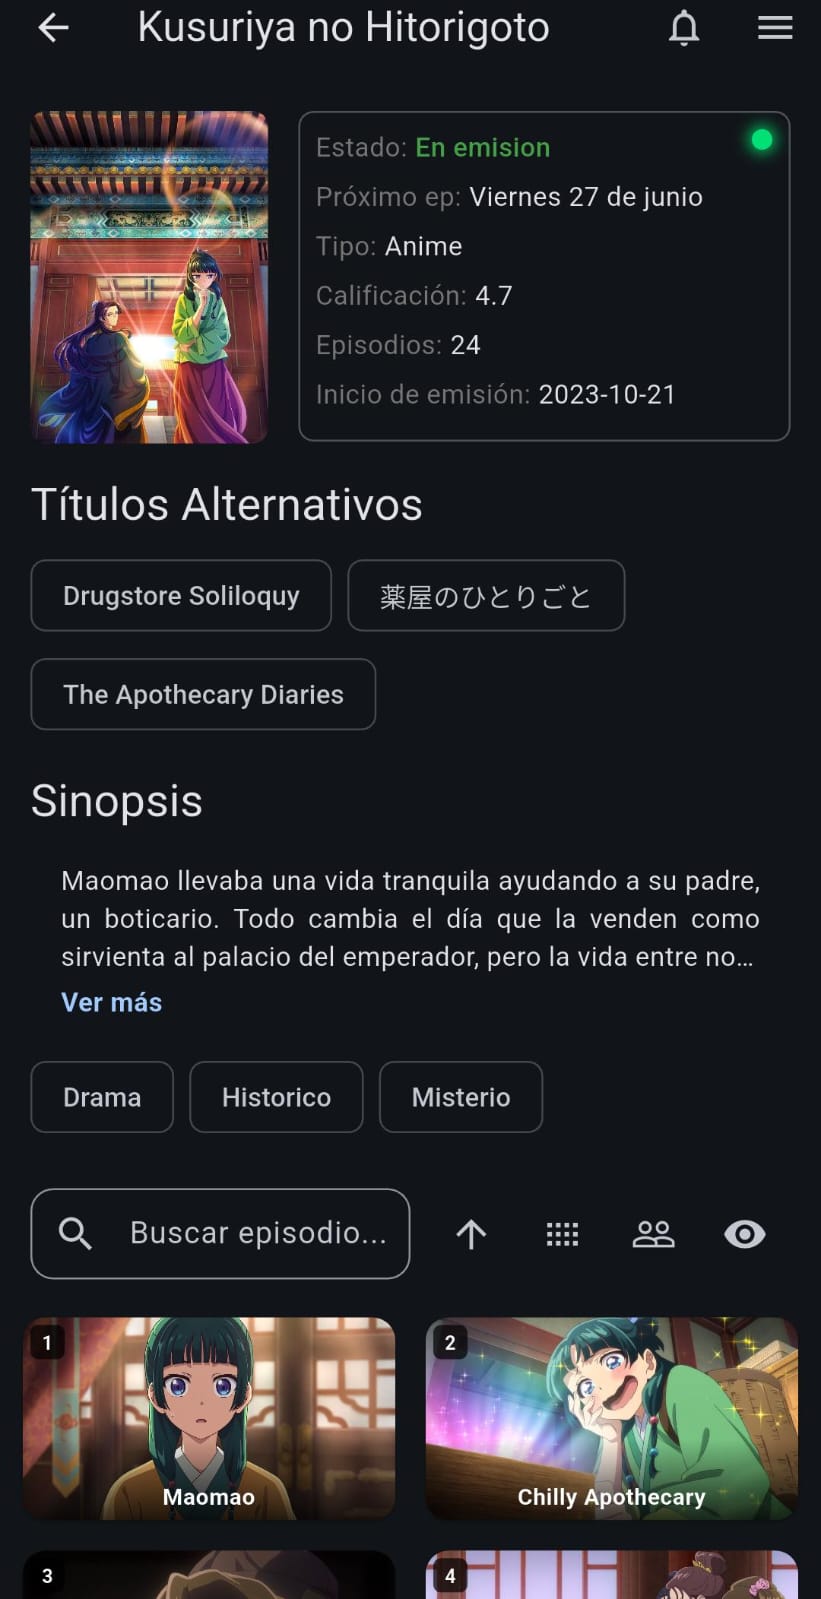 Kusuriya no Hitorigoto
Estado: En emision
Próximo ep: Viernes 27 de junio
Tipo: Anime
Calificación: 4.7
Episodios: 24
Inicio de emisión: 2023-10-21
Títulos Alternativos
Drugstore Soliloquy
薬屋のひとりごと
The Apothecary Diaries
Sinopsis
Maomao llevaba una vida tranquila ayudando a su padre,
un boticario. Todo cambia el día que la venden como
sirvienta al palacio del emperador, pero la vida entre no...
Ver más
Drama
Historico
Misterio
Buscar episodio...
1
Maomao
2
Chilly Apothecary
3
4